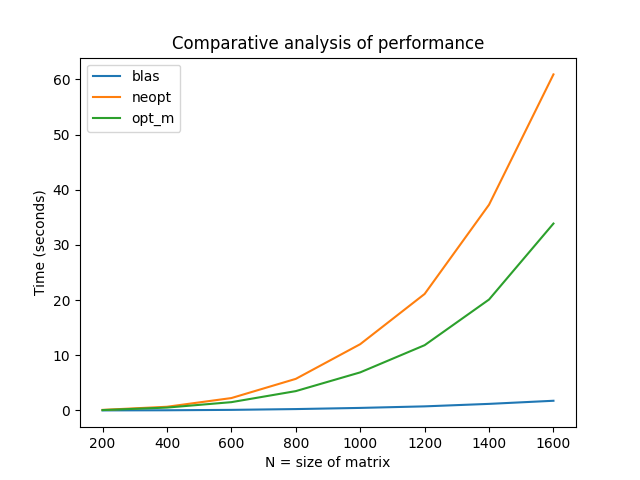 Comparative analysis of performance
blas
neopt
opt_m
Time (seconds)
60
50
40
30
20
10
0
200 400 600 800 1000 1200 1400 1600
N = size of matrix